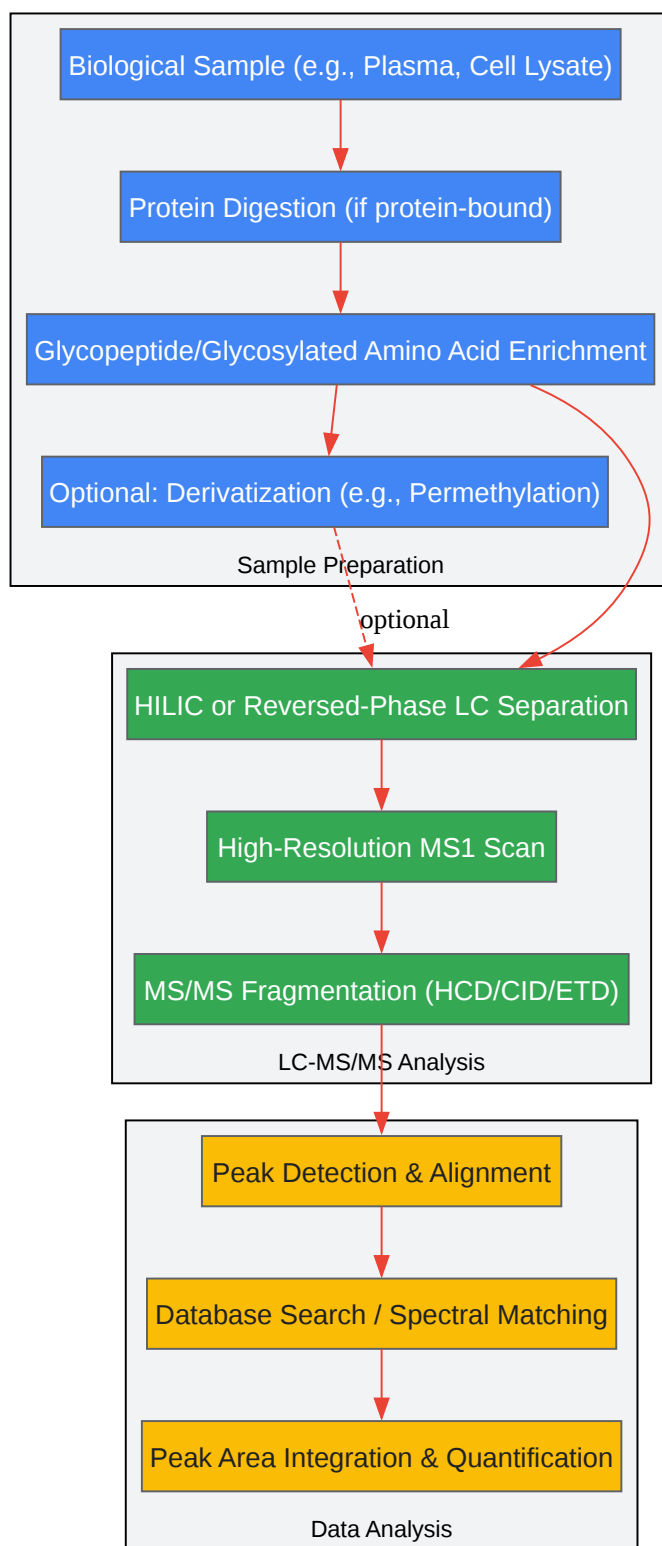 Biological Sample (e.g., Plasma, Cell Lysate)
Protein Digestion (if protein-bound)
Glycopeptide/Glycosylated Amino Acid Enrichment
Optional: Derivatization (e.g., Permethylation)
Sample Preparation
optional
HILIC or Reversed-Phase LC Separation
High-Resolution MS1 Scan
MS/MS Fragmentation (HCD/CID/ETD)
LC-MS/MS Analysis
Peak Detection & Alignment
Database Search / Spectral Matching
Peak Area Integration & Quantification
Data Analysis